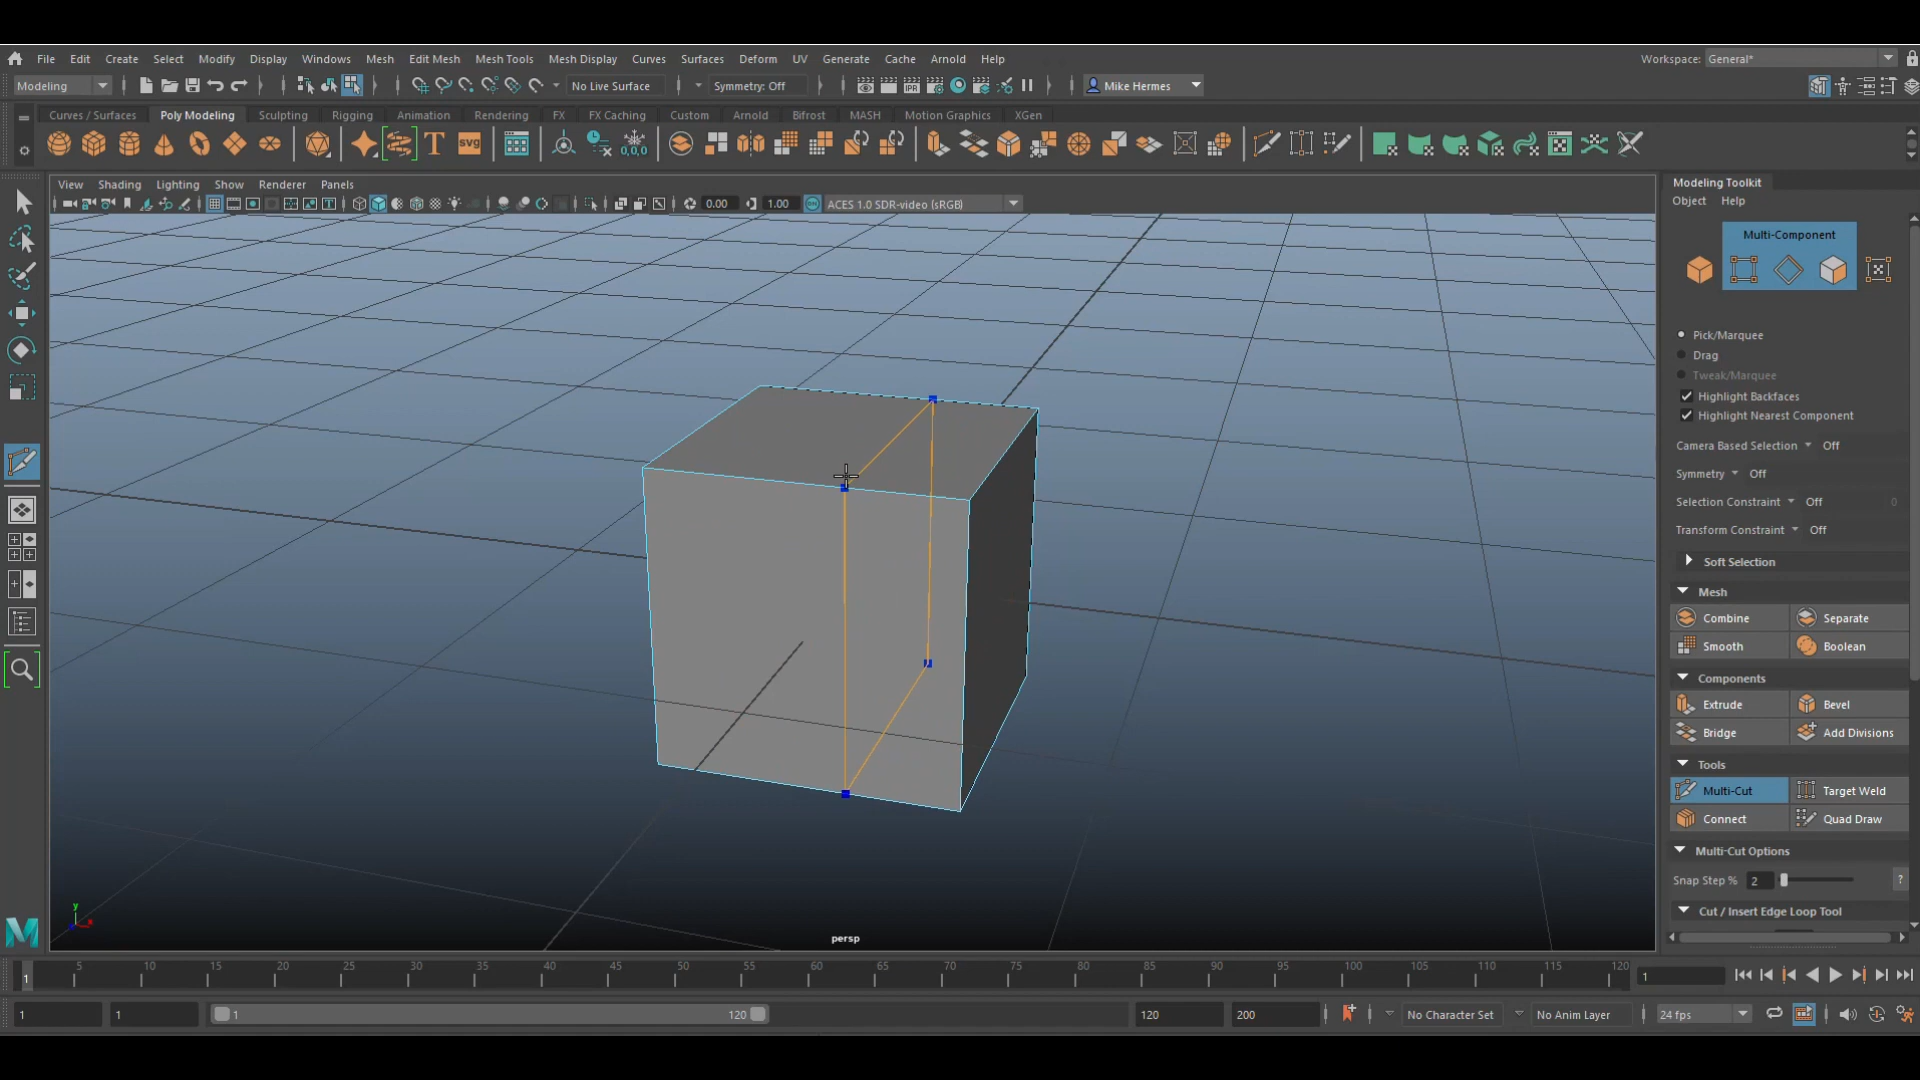 File Edit Create Select Modify Display Windows Mesh Edit Mesh Mesh Tools Mesh Display Curves Surfaces Deform UV Generate Cache Arnold Help Workspace: General*
Modeling No Live Surface Symmetry: Off IPR Mike Hermes
Curves / Surfaces Poly Modeling Sculpting Rigging Animation Rendering FX FX Caching Custom Arnold Bifrost MASH Motion Graphics XGen
T SVG 0,0,0
View Shading Lighting Show Renderer Panels
0.00 1.00 ACES 1.0 SDR-video (sRGB)
Modeling Toolkit
Object Help
Multi-Component
Pick/Marquee
Drag
Tweak/Marquee
Highlight Backfaces
Highlight Nearest Component
Camera Based Selection Off
Symmetry Off
Selection Constraint Off 0
Transform Constraint Off
Soft Selection
Mesh
Combine Separate
Smooth Boolean
Components
Extrude Bevel
Bridge Add Divisions
Tools
Multi-Cut Target Weld
Connect Quad Draw
Multi-Cut Options
Snap Step % 2 ?
Cut / Insert Edge Loop Tool
y
x
persp
1 5 10 15 20 25 30 35 40 45 50 55 60 65 70 75 80 85 90 95 100 105 110 115 120 1
1 1 1 120 120 200 No Character Set No Anim Layer 24 fps